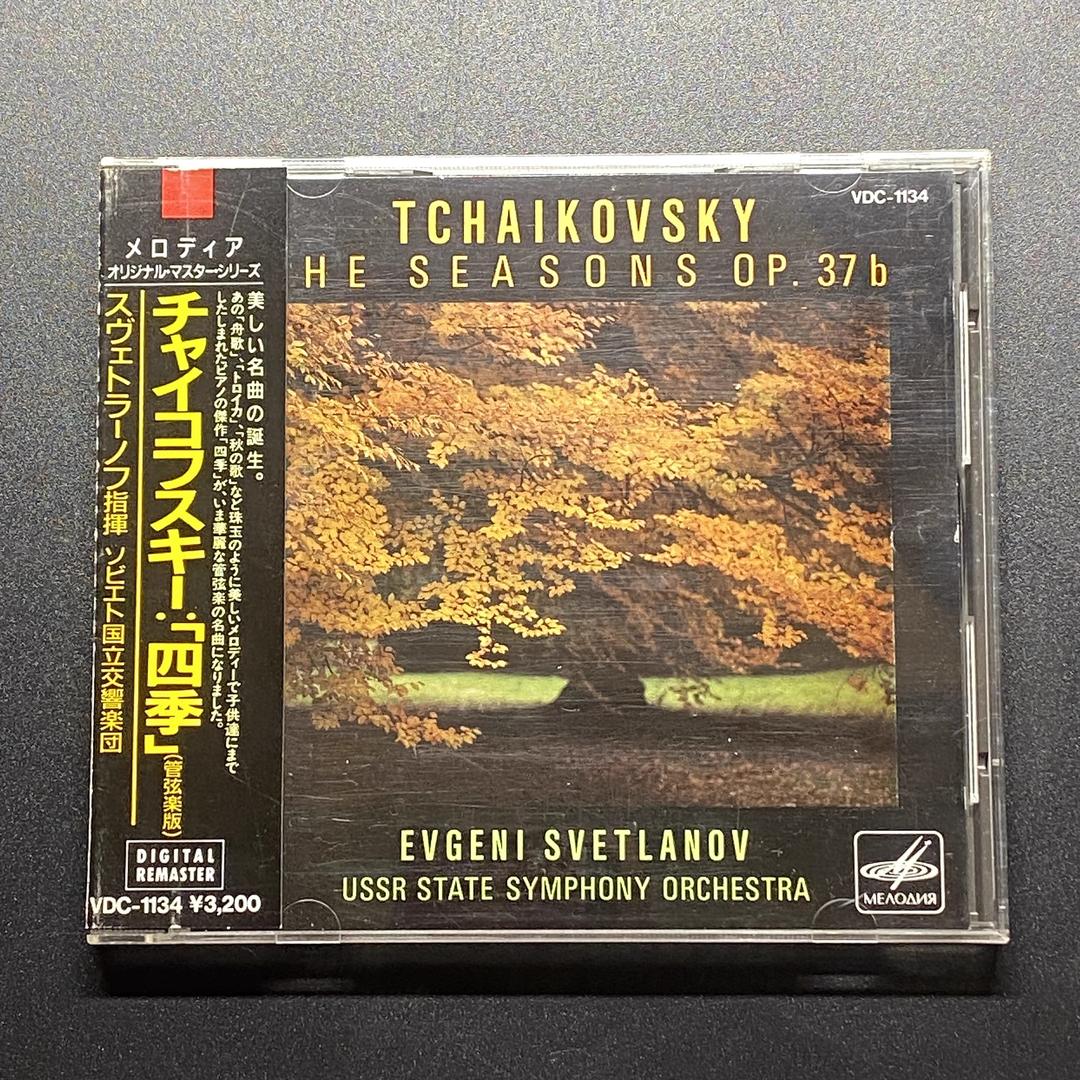 メロディア
オリジナル・マスター・シリーズ
美しい名曲の誕生。
あの「舟歌」、「トロイカ」、「秋の歌」など珠玉のように美しいメロディーで子供達にまで
したしまれたピアノの傑作「四季」が、いま華麗な管弦楽の名曲になりました。
チャイコフスキー:「四季」(管弦楽版)
スヴェトラーノフ指揮 ソビエト国立交響楽団
DIGITAL
REMASTER
VDC-1134 ¥3,200
VDC-1134
TCHAIKOVSKY
HE SEASONS OP. 37b
EVGENI SVETLANOV
USSR STATE SYMPHONY ORCHESTRA
МЕЛОДИЯ